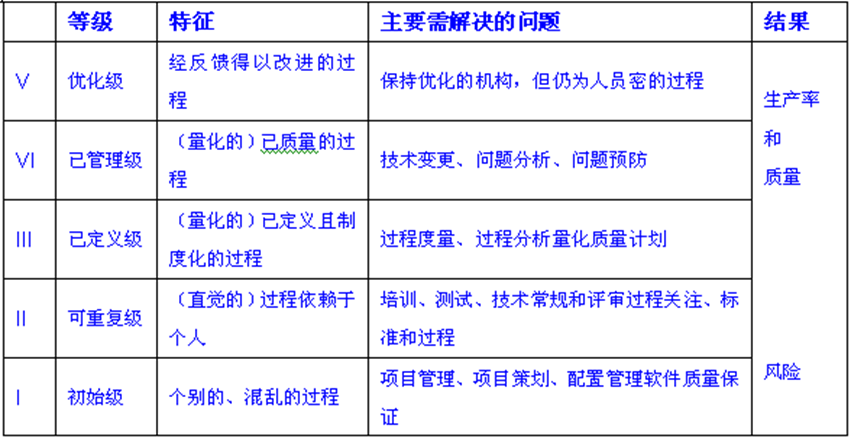 等级 特征 主要需解决的问题 结果
V 优化级 经反馈得以改进的过
程 保持优化的机构，但仍为人员密的过程
VI 已管理级 （量化的）已质量的过
程 技术变更、问题分析、问题预防
III 已定义级 （量化的）已定义且制
度化的过程 过程度量、过程分析量化质量计划
II 可重复级 （直觉的）过程依赖于
个人 培训、测试、技术常规和评审过程关注、标
准和过程
I 初始级 个别的、混乱的过程 项目管理、项目策划、配置管理软件质量保
证
生产率
和
质量
风险